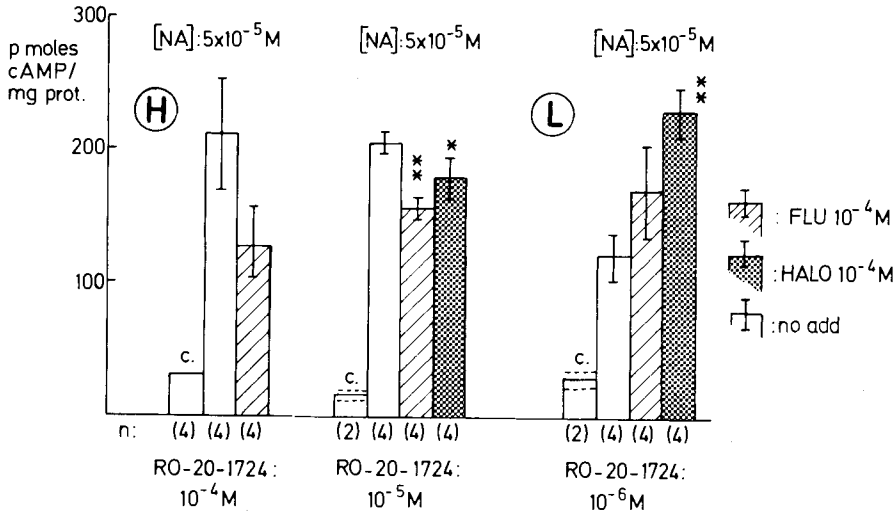 [NA]:5x10⁻⁵M [NA]:5x10⁻⁵M [NA]:5x10⁻⁵M
p moles
cAMP/
mg prot.
300
200
100
H
L
**
*
**
c.
c.
c.
: FLU 10⁻⁴M
:HALO 10⁻⁴M
:no add
n: (4) (4) (4) (2) (4) (4) (4) (2) (4) (4) (4)
RO-20-1724: RO-20-1724: RO-20-1724:
10⁻⁴M 10⁻⁵M 10⁻⁶M